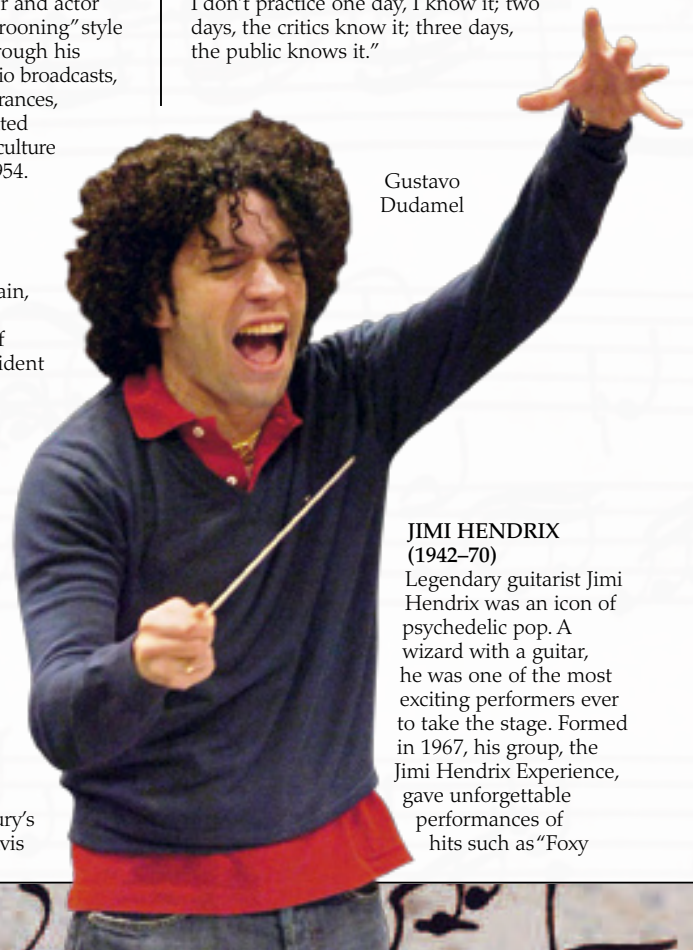 r and actor
rooning” style
rough his
io broadcasts,
rances,
ted
culture
954.
ain,
f
ident
ury’s
vis
I don’t practice one day, I know it; two
days, the critics know it; three days,
the public knows it.”
Gustavo
Dudamel
JIMI HENDRIX
(1942–70)
Legendary guitarist Jimi
Hendrix was an icon of
psychedelic pop. A
wizard with a guitar,
he was one of the most
exciting performers ever
to take the stage. Formed
in 1967, his group, the
Jimi Hendrix Experience,
gave unforgettable
performances of
hits such as “Foxy